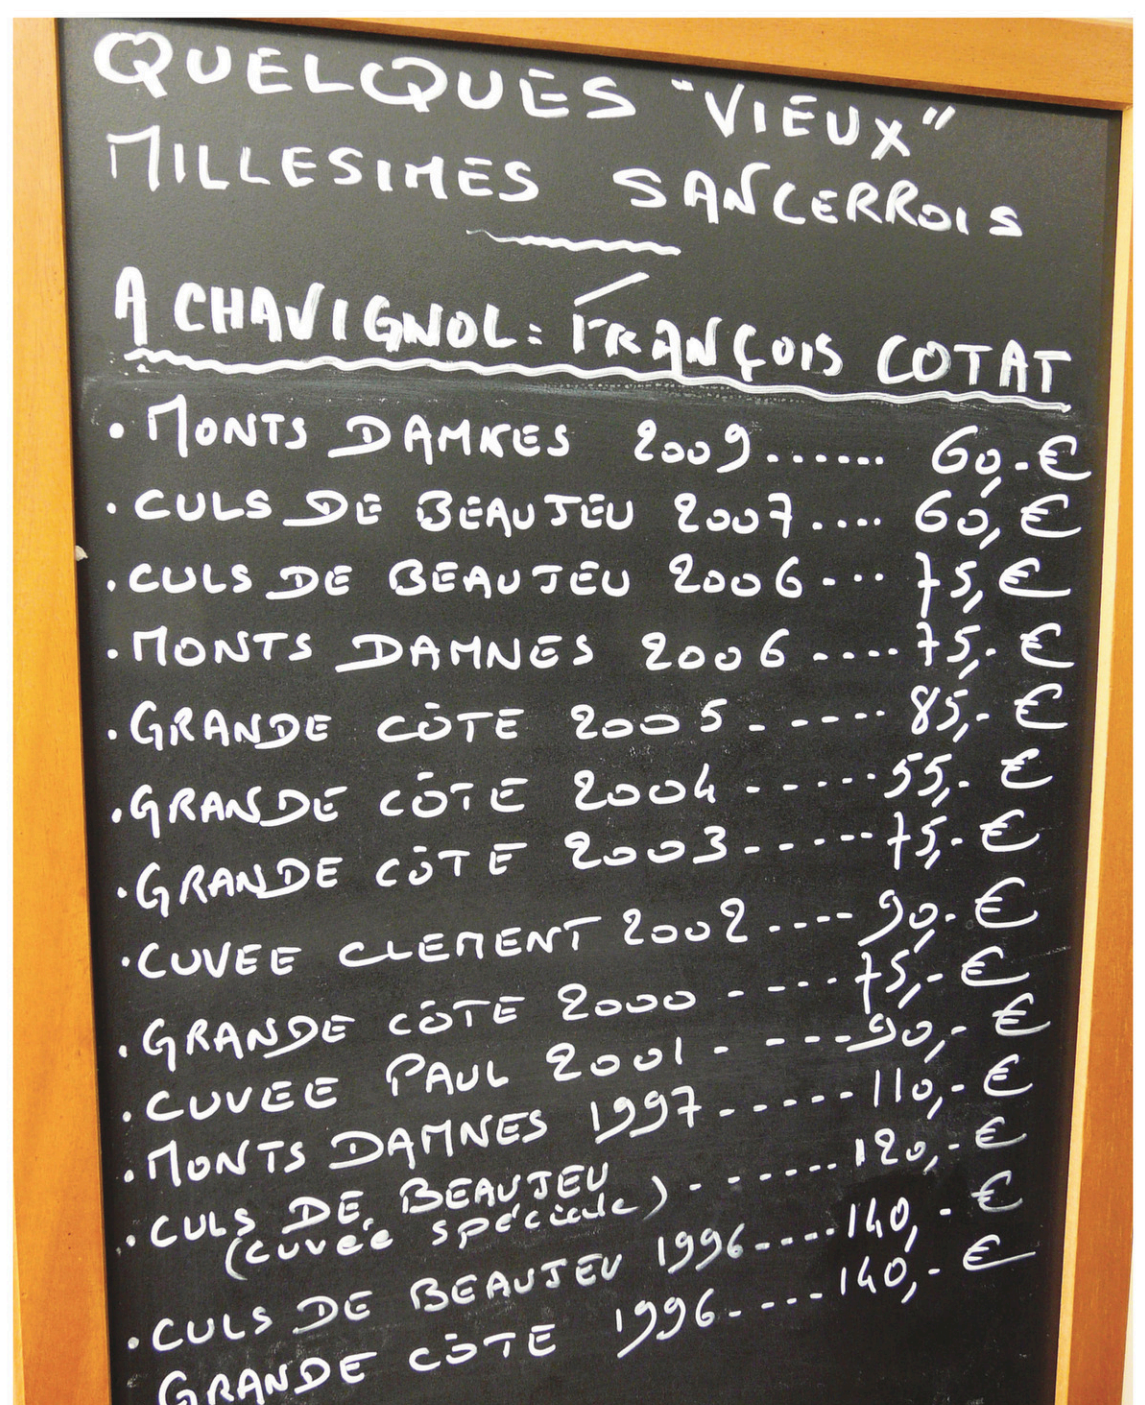 QUELQUES "VIEUX"
MILLESIMES SANCERROIS
A CHAVIGNOL: FRANÇOIS COTAT
. MONTS DAMNES 2009...... 60,-€
. CULS DE BEAUJEU 2007.... 60,€
. CULS DE BEAUJEU 2006-... 75,€
. MONTS DAMNES 2006 ---- 75,-€
. GRANDE CÔTE 2005 ----- 85,-€
. GRANDE CÔTE 2004 ----- 55,-€
. GRANDE CÔTE 2003 ----- 75,-€
. CUVEE CLEMENT 2002 ---- 90,-€
. GRANDE CÔTE 2000 ----- 75,-€
. CUVEE PAUL 2001 ---- 90,-€
. MONTS DAMNES 1997 ------ 110,-€
. CULS DE BEAUJEU
(cuvée spéciale) ------ 120,-€
. CULS DE BEAUJEU 1996 ---- 140,-€
GRANDE CÔTE 1996 ---- 140,-€